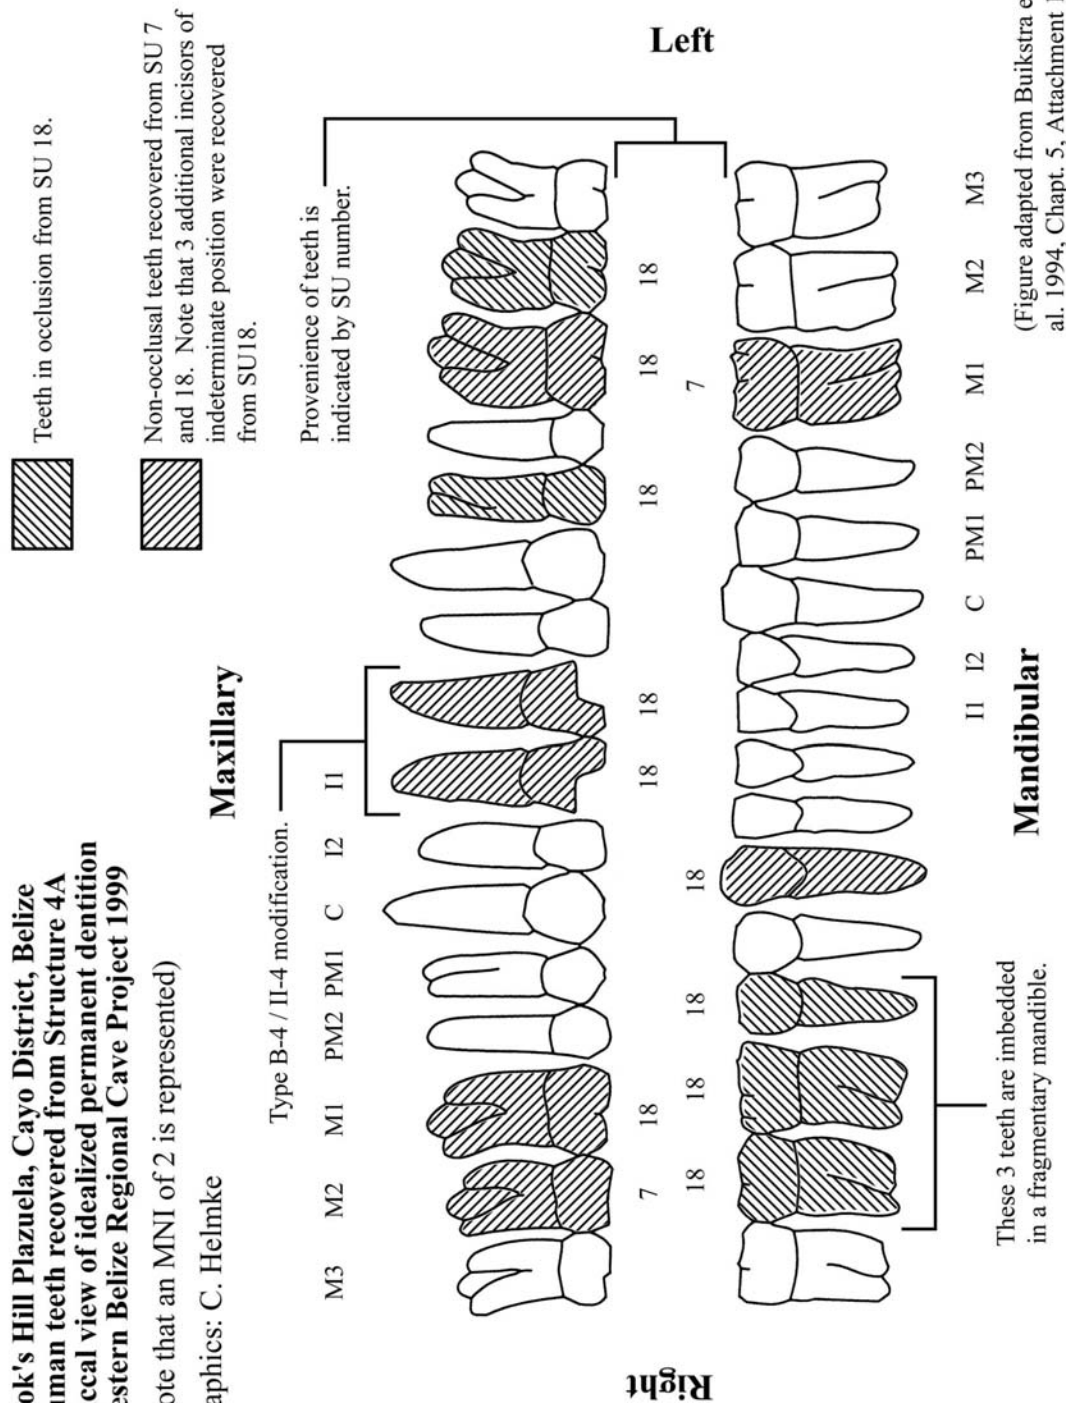 ok's Hill Plazuela, Cayo District, Belize
man teeth recovered from Structure 4A
ccal view of idealized permanent dentition
estern Belize Regional Cave Project 1999
ote that an MNI of 2 is represented)
aphics: C. Helmke
Teeth in occlusion from SU 18.
Non-occlusal teeth recovered from SU 7
and 18. Note that 3 additional incisors of
indeterminate position were recovered
from SU18.
Maxillary
Type B-4 / II-4 modification.
Provenience of teeth is
indicated by SU number.
M3 M2 M1 PM2 PM1 C I2 I1
Right
Left
7 18 18 18 18 18 18
18 18 18 18 7
I1 I2 C PM1 PM2 M1 M2 M3
These 3 teeth are imbedded
in a fragmentary mandible.
Mandibular
(Figure adapted from Buikstra e
al. 1994, Chapt. 5, Attachment